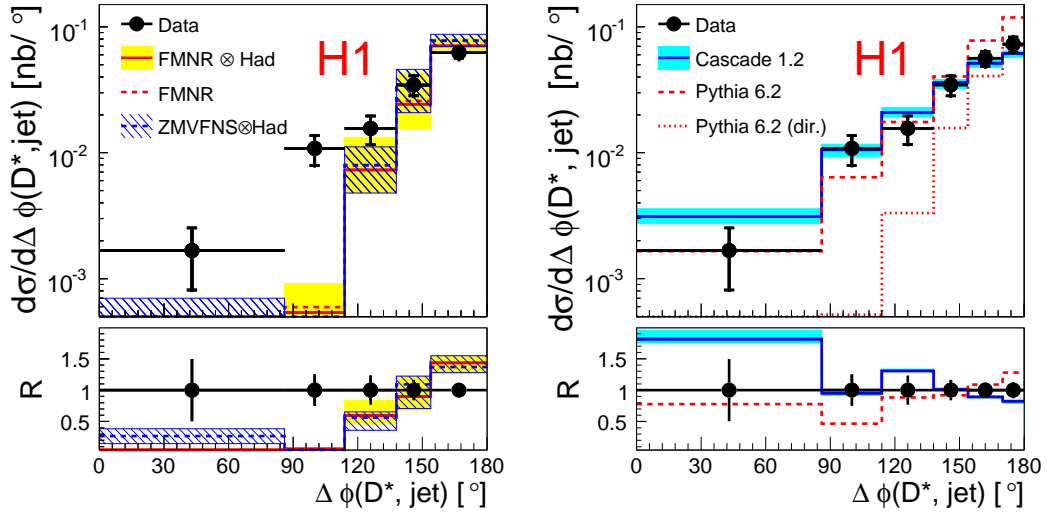 dσ/dΔ φ(D*,jet) [nb/ °]
10⁻¹
10⁻²
10⁻³
Data
FMNR ⊗ Had
FMNR
ZMVFNS⊗Had
H1
R
1.5
1
0.5
0 30 60 90 120 150 180
Δ φ(D*, jet) [ °]
dσ/dΔ φ(D*, jet) [nb/ °]
10⁻¹
10⁻²
10⁻³
Data
Cascade 1.2
Pythia 6.2
Pythia 6.2 (dir.)
H1
R
1.5
1
0.5
0 30 60 90 120 150 180
Δ φ(D*, jet) [ °]